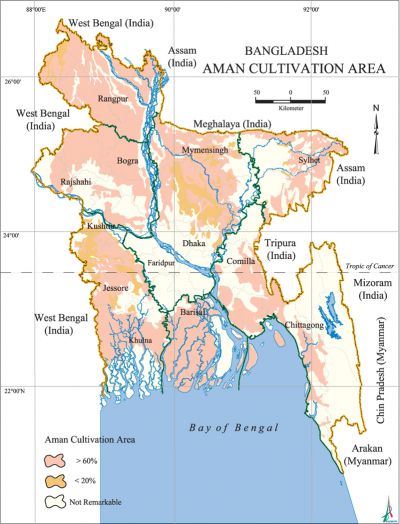 88°00'E
90°00'
92°00'
West Bengal (India)
BANGLADESH
AMAN CULTIVATION AREA
Assam
(India)
26°00'
50
0
50
Kilometer
N
Rangpur
West Bengal
(India)
Meghalaya (India)
Mymensingh
Sylhet
Bogra
Assam
(India)
Rajshahi
Kushtia
24°00'
Dhaka
Tripura
(India)
Faridpur
Comilla
Tropic of Cancer
Jessore
Mizoram
(India)
West Bengal
(India)
Barisal
Chittagong
Khulna
Chin Pradesh (Myanmar)
22°00'N
Bay of Bengal
Aman Cultivation Area
Arakan
(Myanmar)
> 60%
< 20%
Not Remarkable